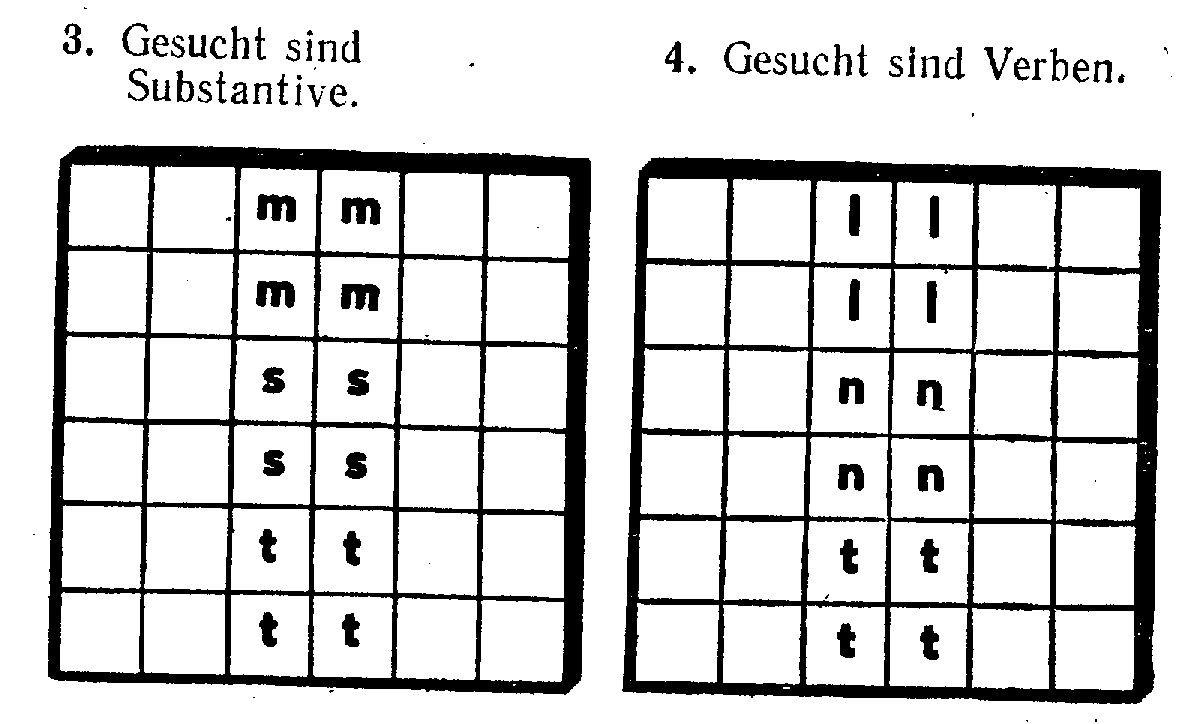 3. Gesucht sind
Substantive.
m m
m m
s s
s s
t t
t t
4. Gesucht sind Verben.
l l
l l
n n
n n
t t
t t